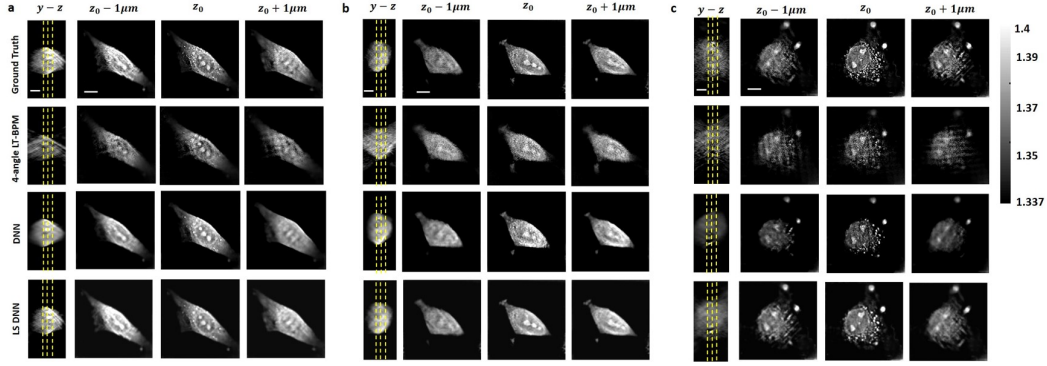 a
y − z
z₀ − 1μm
z₀
z₀ + 1μm
b
y − z
z₀ − 1μm
z₀
z₀ + 1μm
c
y − z
z₀ − 1μm
z₀
z₀ + 1μm
Ground Truth
4-angle LT-BPM
DNN
LS DNN
1.4
1.39
1.37
1.35
1.337